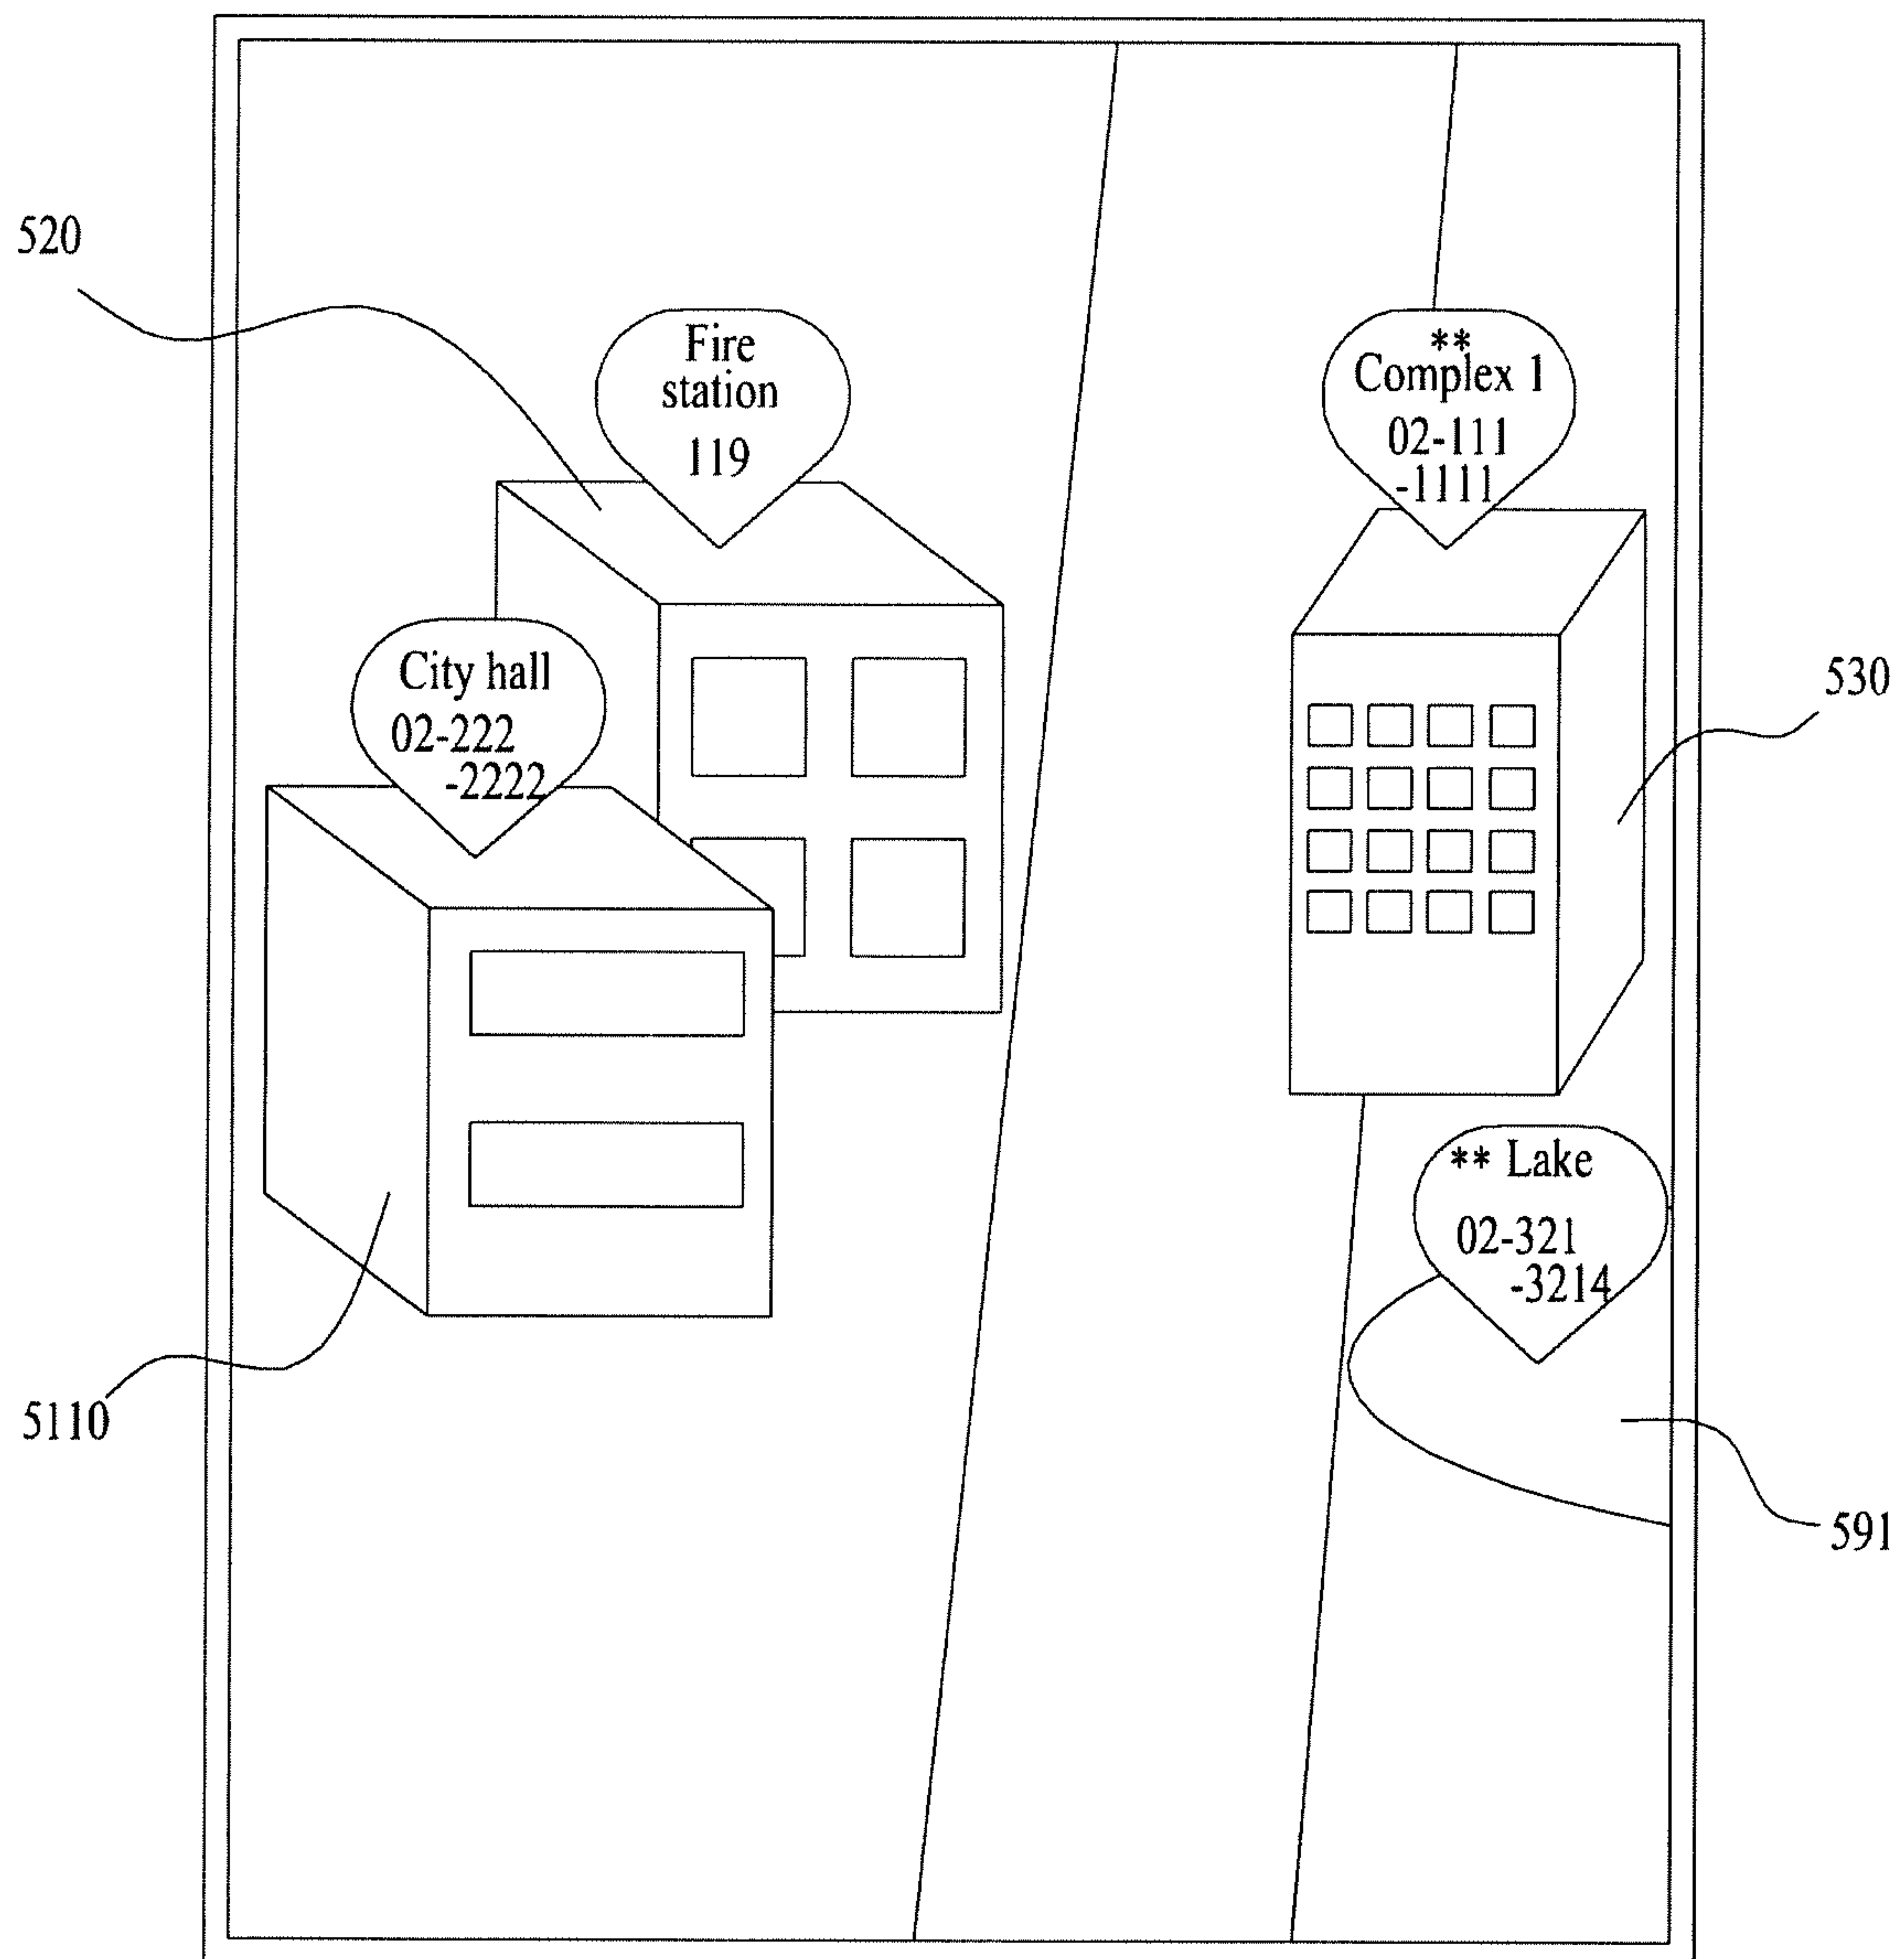 520
Fire
station
119
**
Complex 1
02-111
-1111
City hall
02-222
-2222
530
** Lake
02-321
-3214
5110
591